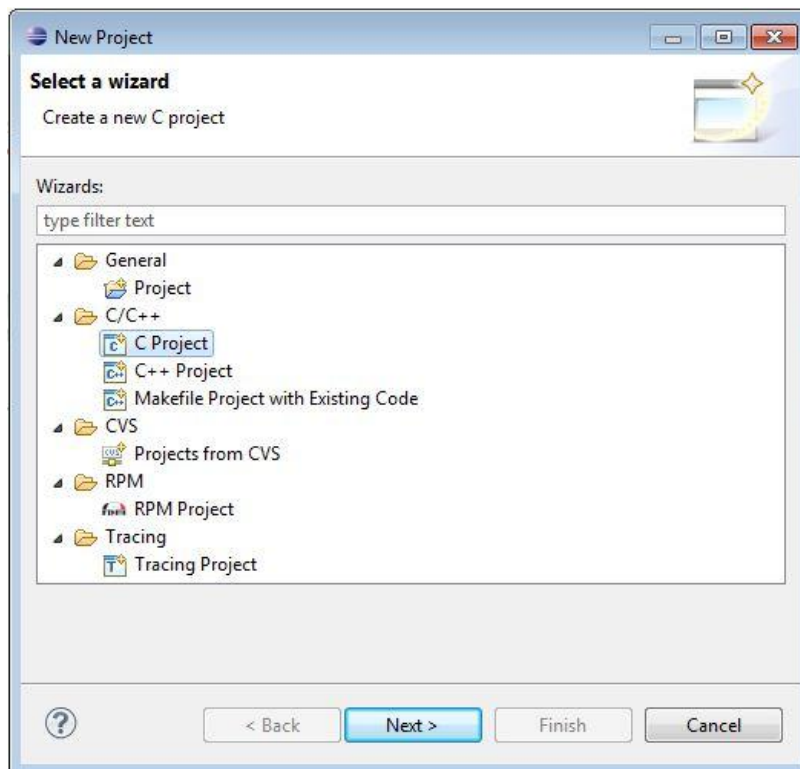 New Project
Select a wizard
Create a new C project
Wizards:
type filter text
General
Project
C/C++
C Project
C++ Project
Makefile Project with Existing Code
CVS
Projects from CVS
RPM
RPM Project
Tracing
Tracing Project
< Back Next > Finish Cancel